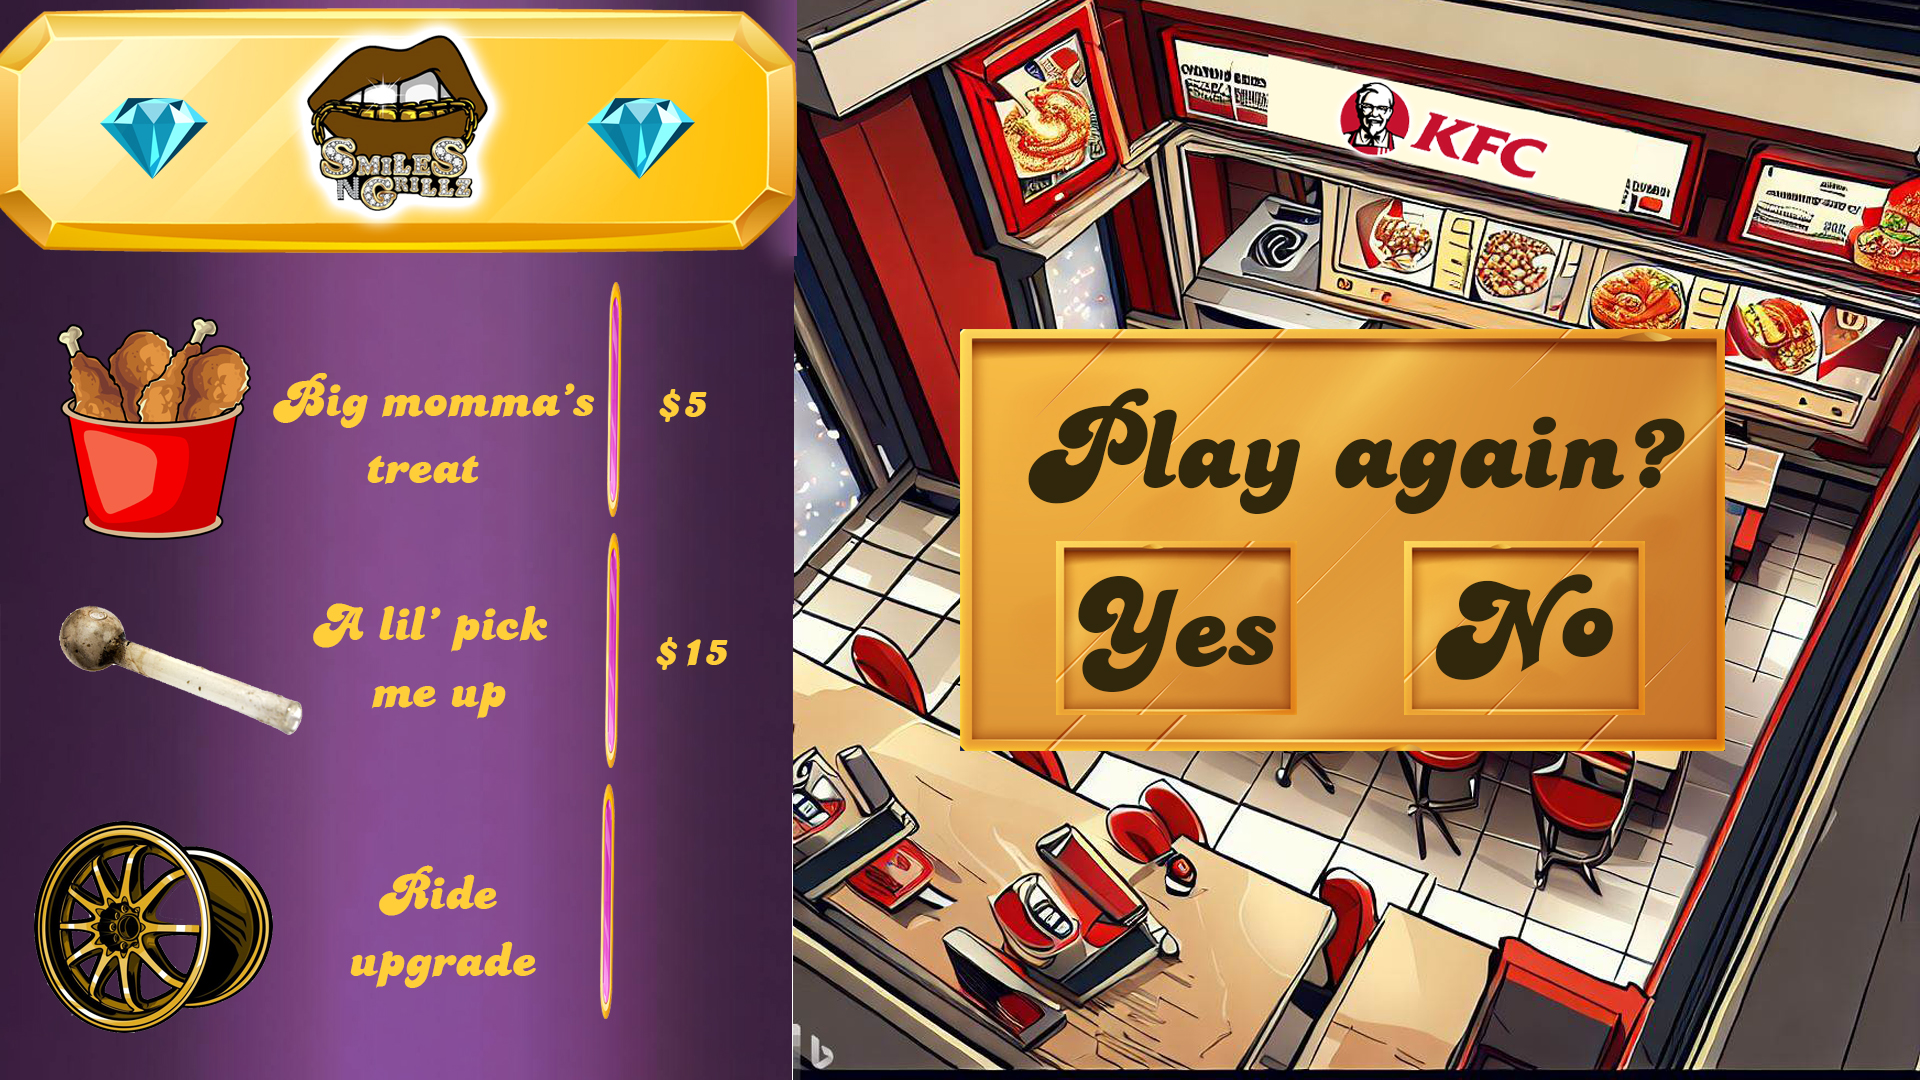 SMILES
N GRILLZ
Big momma's
treat
$5
A lil' pick
me up
$15
Ride
upgrade
KFC
Play again?
Yes
No
b